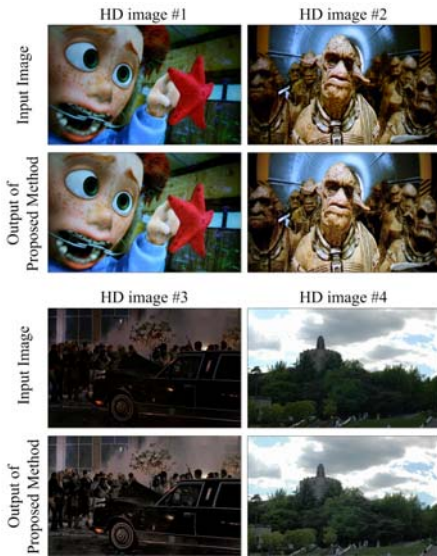 HD image #1
HD image #2
Input Image
Output of
Proposed Method
HD image #3
HD image #4
Input Image
Output of
Proposed Method